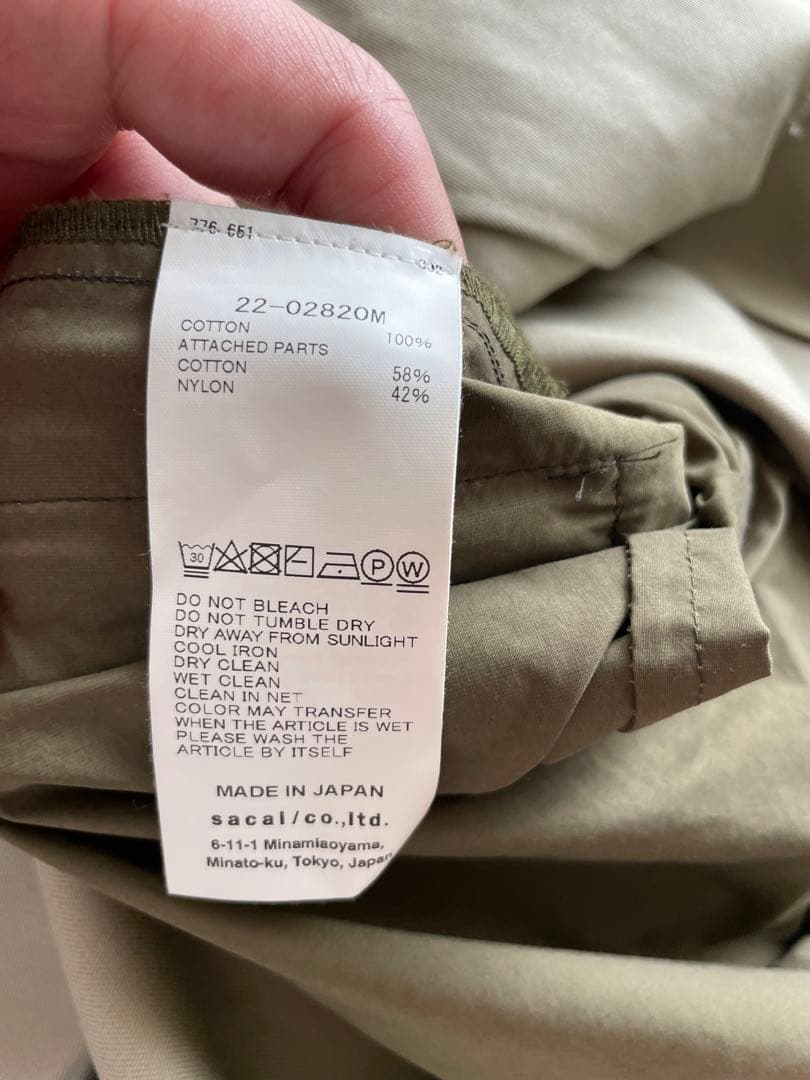 776-651
002
22-02820M
COTTON 100%
ATTACHED PARTS
COTTON 58%
NYLON 42%
30 P W
DO NOT BLEACH
DO NOT TUMBLE DRY
DRY AWAY FROM SUNLIGHT
COOL IRON
DRY CLEAN
WET CLEAN
CLEAN IN NET
COLOR MAY TRANSFER
WHEN THE ARTICLE IS WET
PLEASE WASH THE
ARTICLE BY ITSELF
MADE IN JAPAN
sacai/co.,ltd.
6-11-1 Minamiaoyama,
Minato-ku, Tokyo, Japan